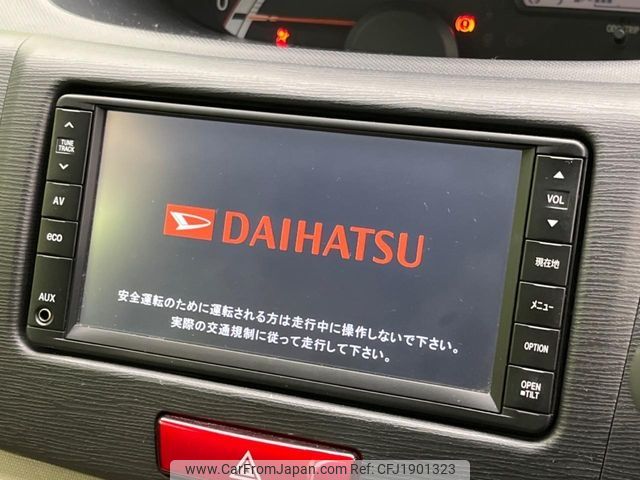 TUNE
TRACK
AV
eco
AUX
DAIHATSU
安全運転のために運転される方は走行中に操作しないで下さい。
実際の交通規制に従って走行して下さい。
VOL
現在地
メニュー
OPTION
OPEN
TILT
www.CarFromJapan.com Ref: CFJ1901323